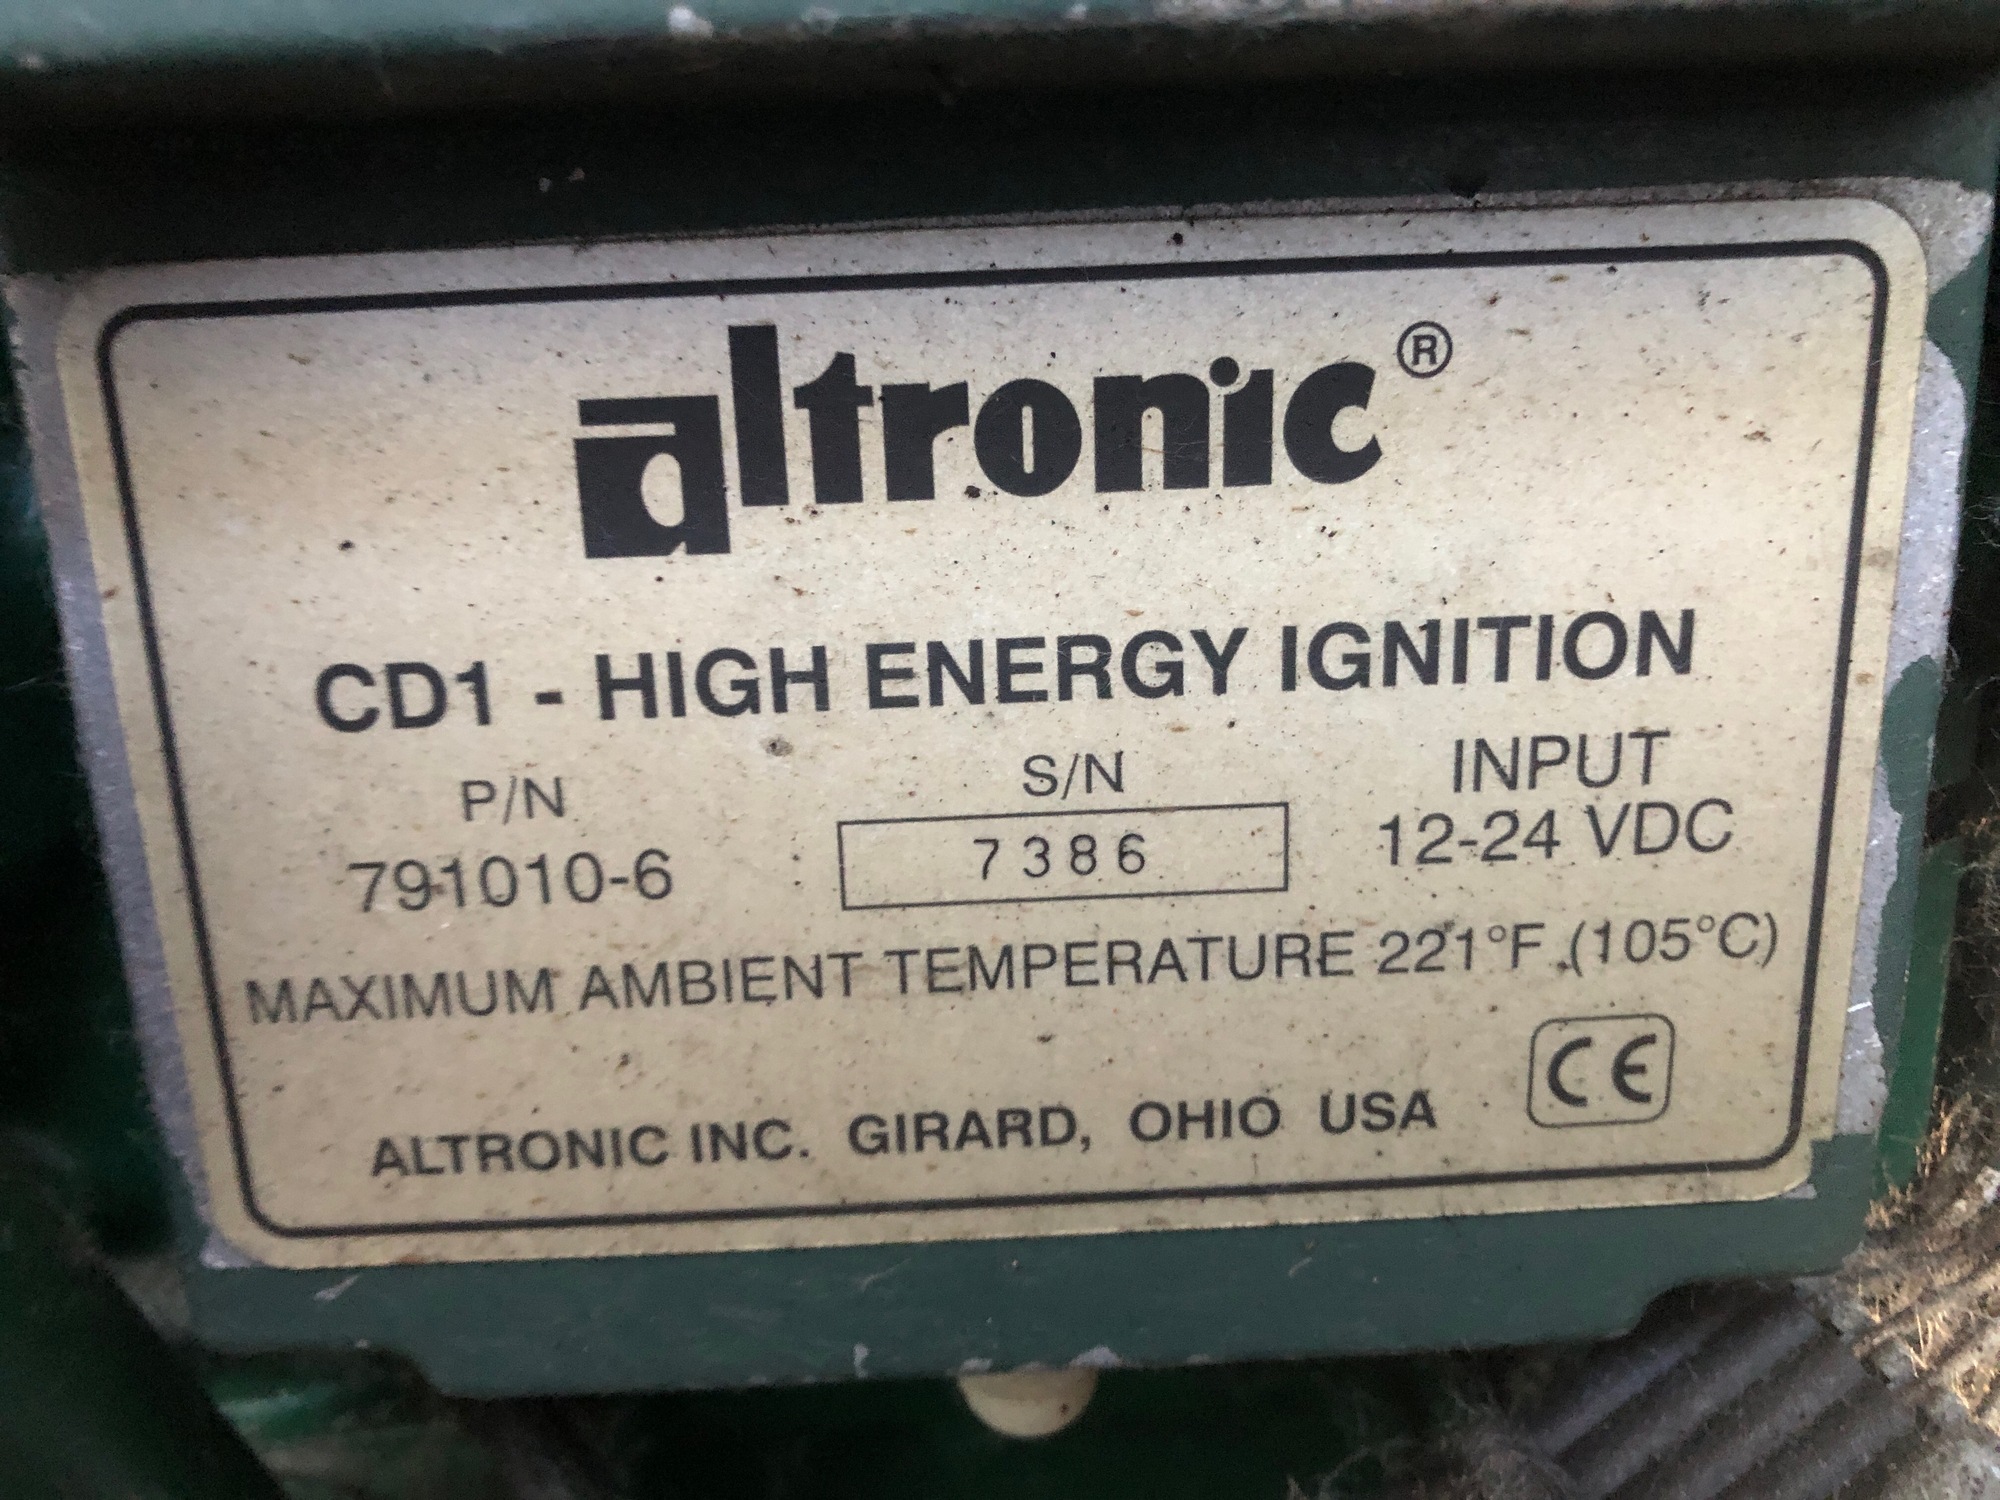 altronic®
CD1 - HIGH ENERGY IGNITION
P/N S/N INPUT
791010-6 7386 12-24 VDC
MAXIMUM AMBIENT TEMPERATURE 221°F (105°C)
ALTRONIC INC. GIRARD, OHIO USA CE